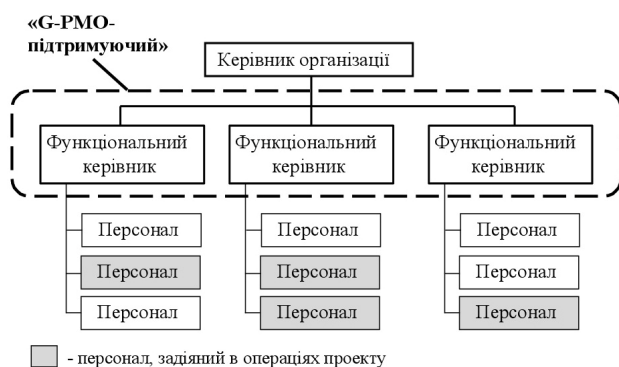 «G-PMO-
підтримуючий»
Керівник організації
Функціональний
керівник
Функціональний
керівник
Функціональний
керівник
Персонал
Персонал
Персонал
Персонал
Персонал
Персонал
Персонал
Персонал
Персонал
- персонал, задіяний в операціях проекту